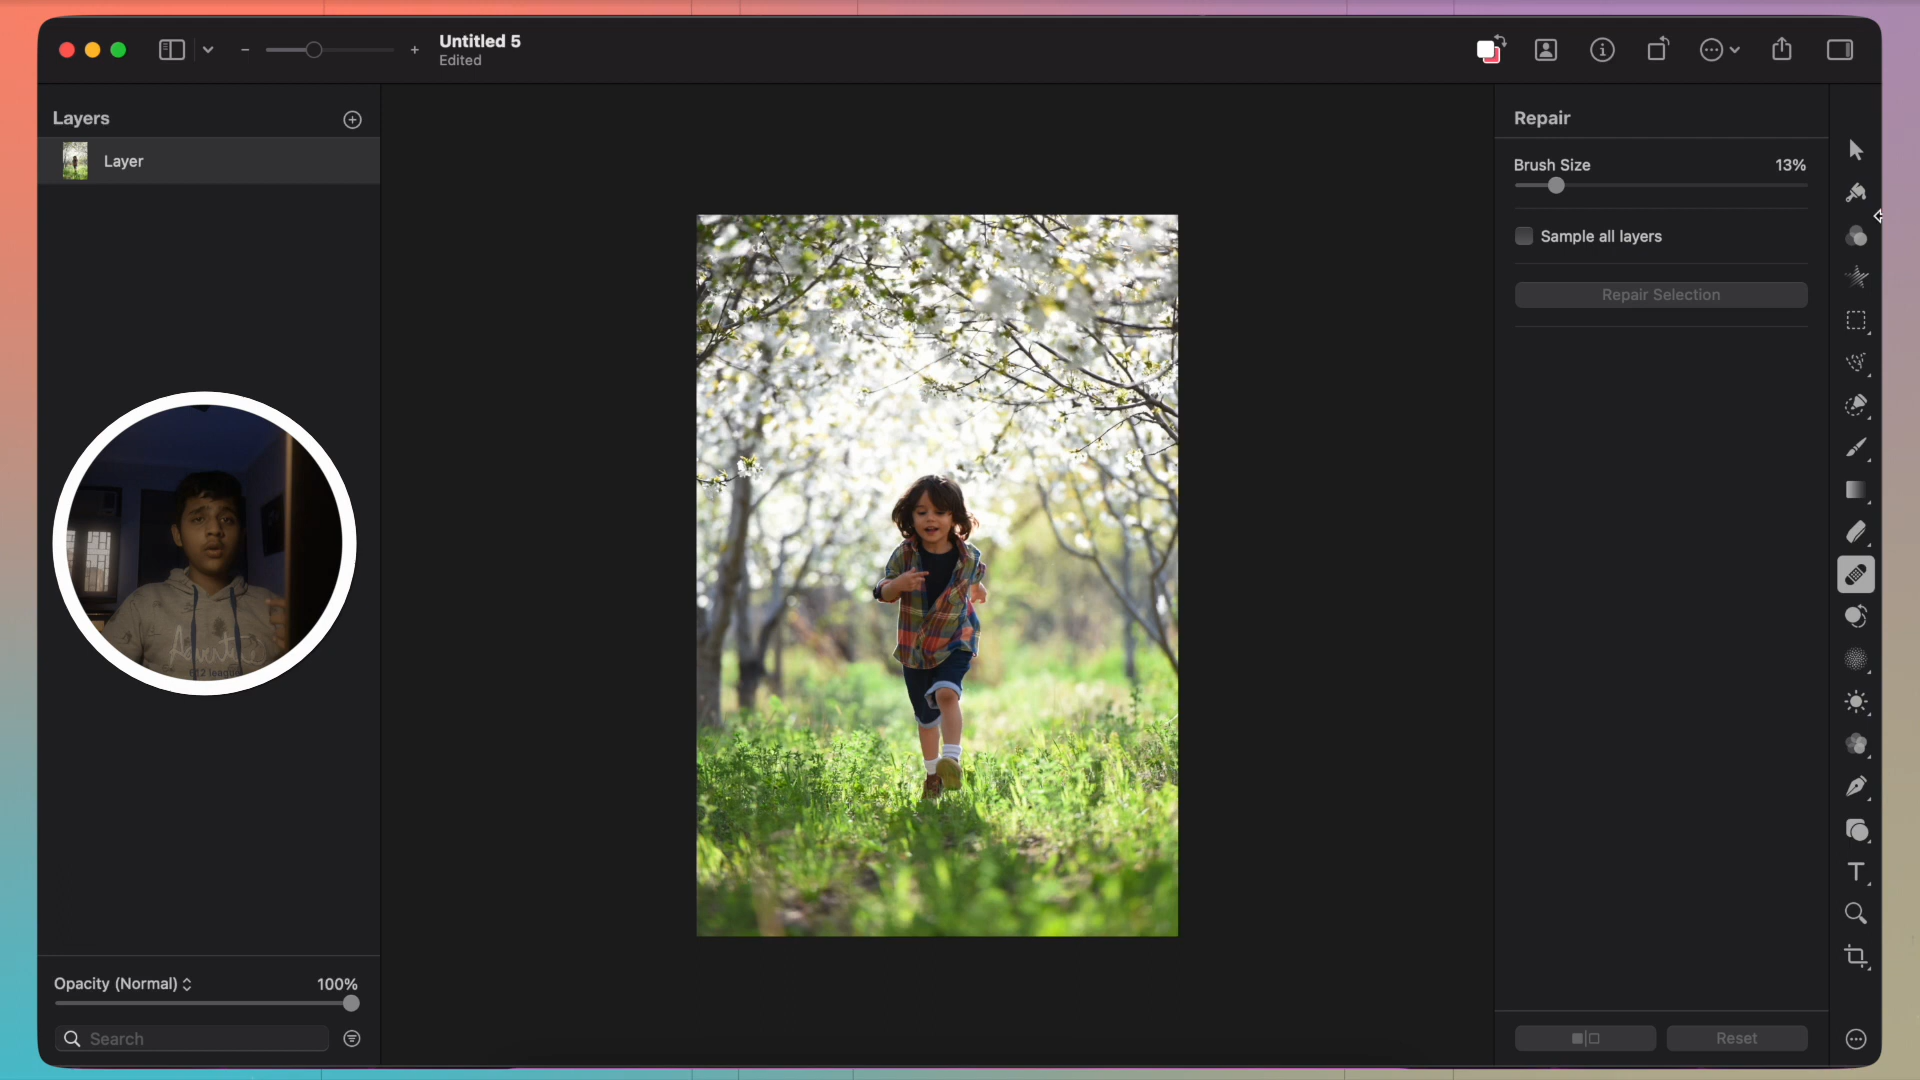 Untitled 5
Edited
Layers
Layer
Repair
Brush Size 13%
Sample all layers
Repair Selection
Adventure
Opacity (Normal) 100%
Search
Reset